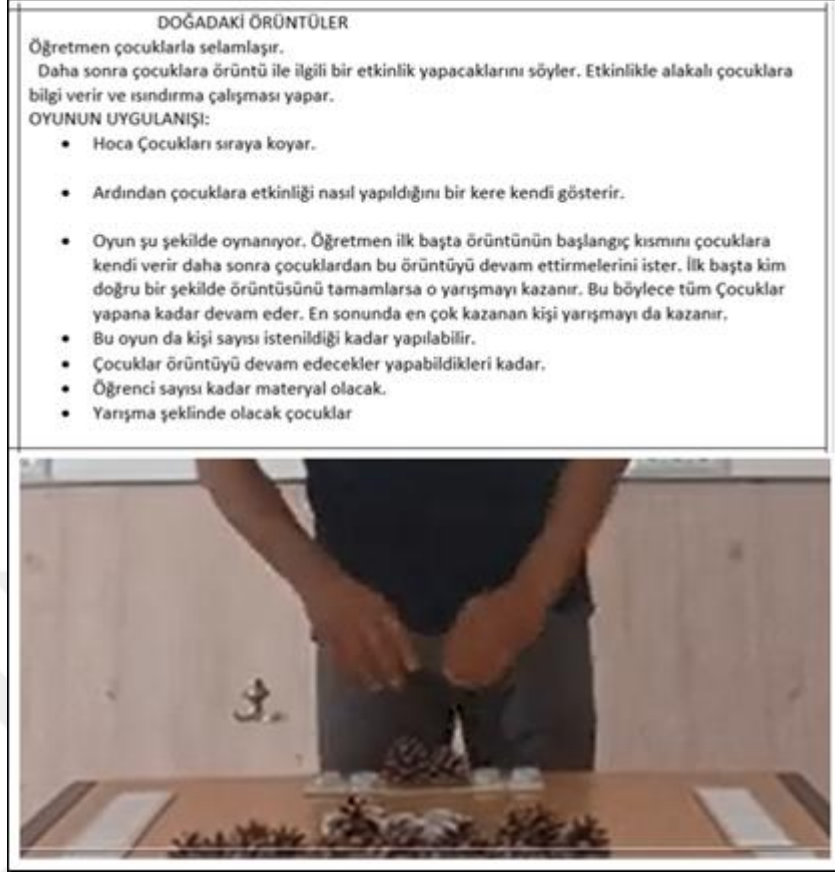 DOĞADAKİ ÖRÜNTÜLER
Öğretmen çocuklarla selamlaşır.
Daha sonra çocuklara örüntü ile ilgili bir etkinlik yapacaklarını söyler. Etkinlikle alakalı çocuklara
bilgi verir ve ısındırma çalışması yapar.
OYUNUN UYGULANIŞI:
• Hoca Çocukları sıraya koyar.
• Ardından çocuklara etkinliği nasıl yapıldığını bir kere kendi gösterir.
• Oyun şu şekilde oynanıyor. Öğretmen ilk başta örüntünün başlangıç kısmını çocuklara
kendi verir daha sonra çocuklardan bu örüntüyü devam ettirmelerini ister. İlk başta kim
doğru bir şekilde örüntüsünü tamamlarsa o yarışmayı kazanır. Bu böylece tüm Çocuklar
yapana kadar devam eder. En sonunda en çok kazanan kişi yarışmayı da kazanır.
• Bu oyun da kişi sayısı istenildiği kadar yapılabilir.
• Çocuklar örüntüyü devam edecekler yapabildikleri kadar.
• Öğrenci sayısı kadar materyal olacak.
• Yarışma şeklinde olacak çocuklar